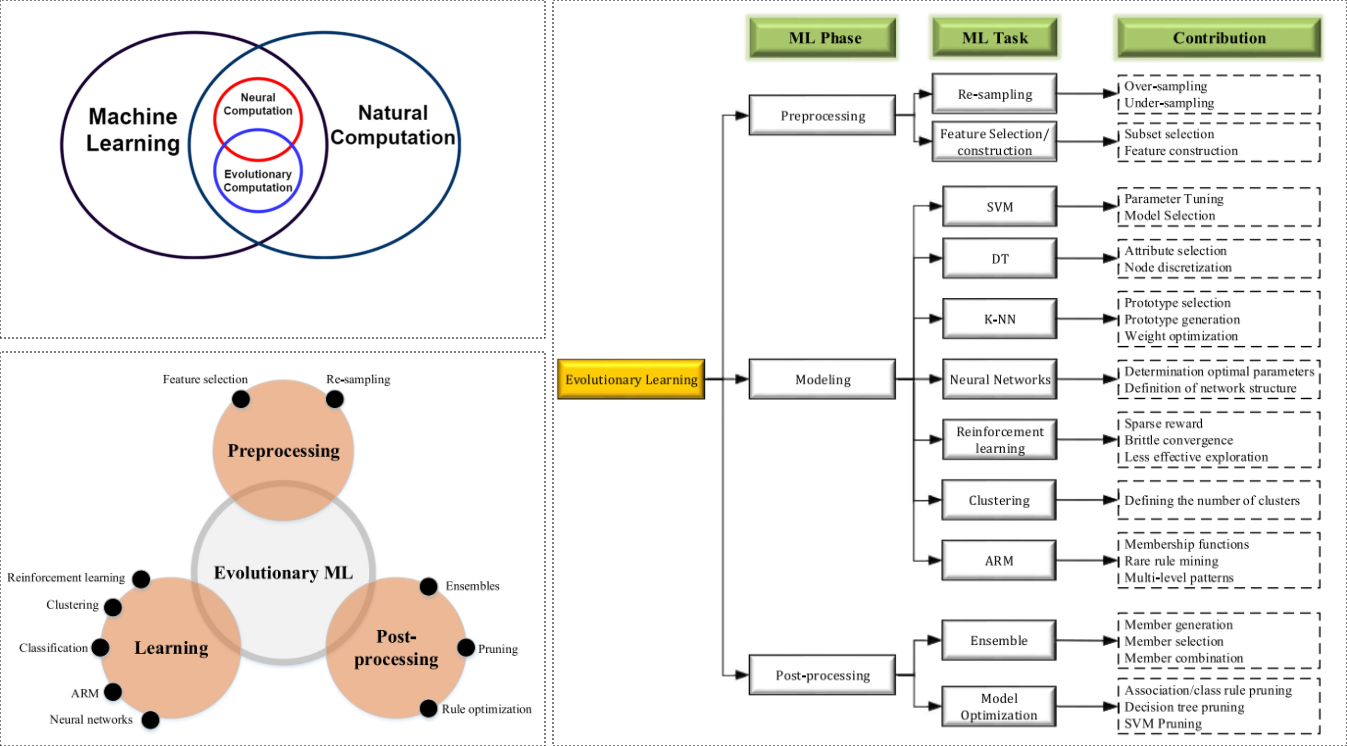 Machine
Learning
Neural
Computation
Evolutionary
Computation
Natural
Computation
Feature selection
Re-sampling
Preprocessing
Evolutionary ML
Reinforcement learning
Clustering
Classification
ARM
Neural networks
Learning
Post-
processing
Ensembles
Pruning
Rule optimization
ML Phase
ML Task
Contribution
Evolutionary Learning
Preprocessing
Re-sampling
Over-sampling
Under-sampling
Feature Selection/
construction
Subset selection
Feature construction
Modeling
SVM
Parameter Tuning
Model Selection
DT
Attribute selection
Node discretization
K-NN
Prototype selection
Prototype generation
Weight optimization
Neural Networks
Determination optimal parameters
Definition of network structure
Reinforcement
learning
Sparse reward
Brittle convergence
Less effective exploration
Clustering
Defining the number of clusters
ARM
Membership functions
Rare rule mining
Multi-level patterns
Post-processing
Ensemble
Member generation
Member selection
Member combination
Model
Optimization
Association/class rule pruning
Decision tree pruning
SVM Pruning